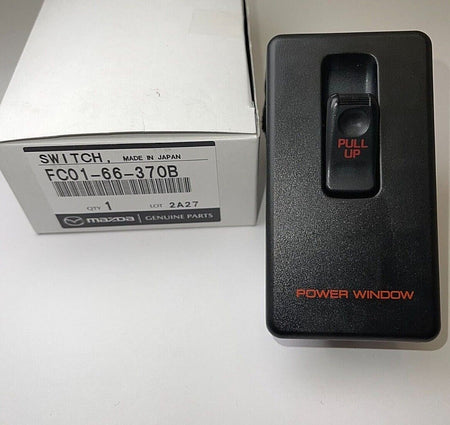 SWITCH, MADE IN JAPAN
FC01-66-370B
QTY 1 LOT 2A27
mazda GENUINE PARTS
PULL
UP
POWER WINDOW